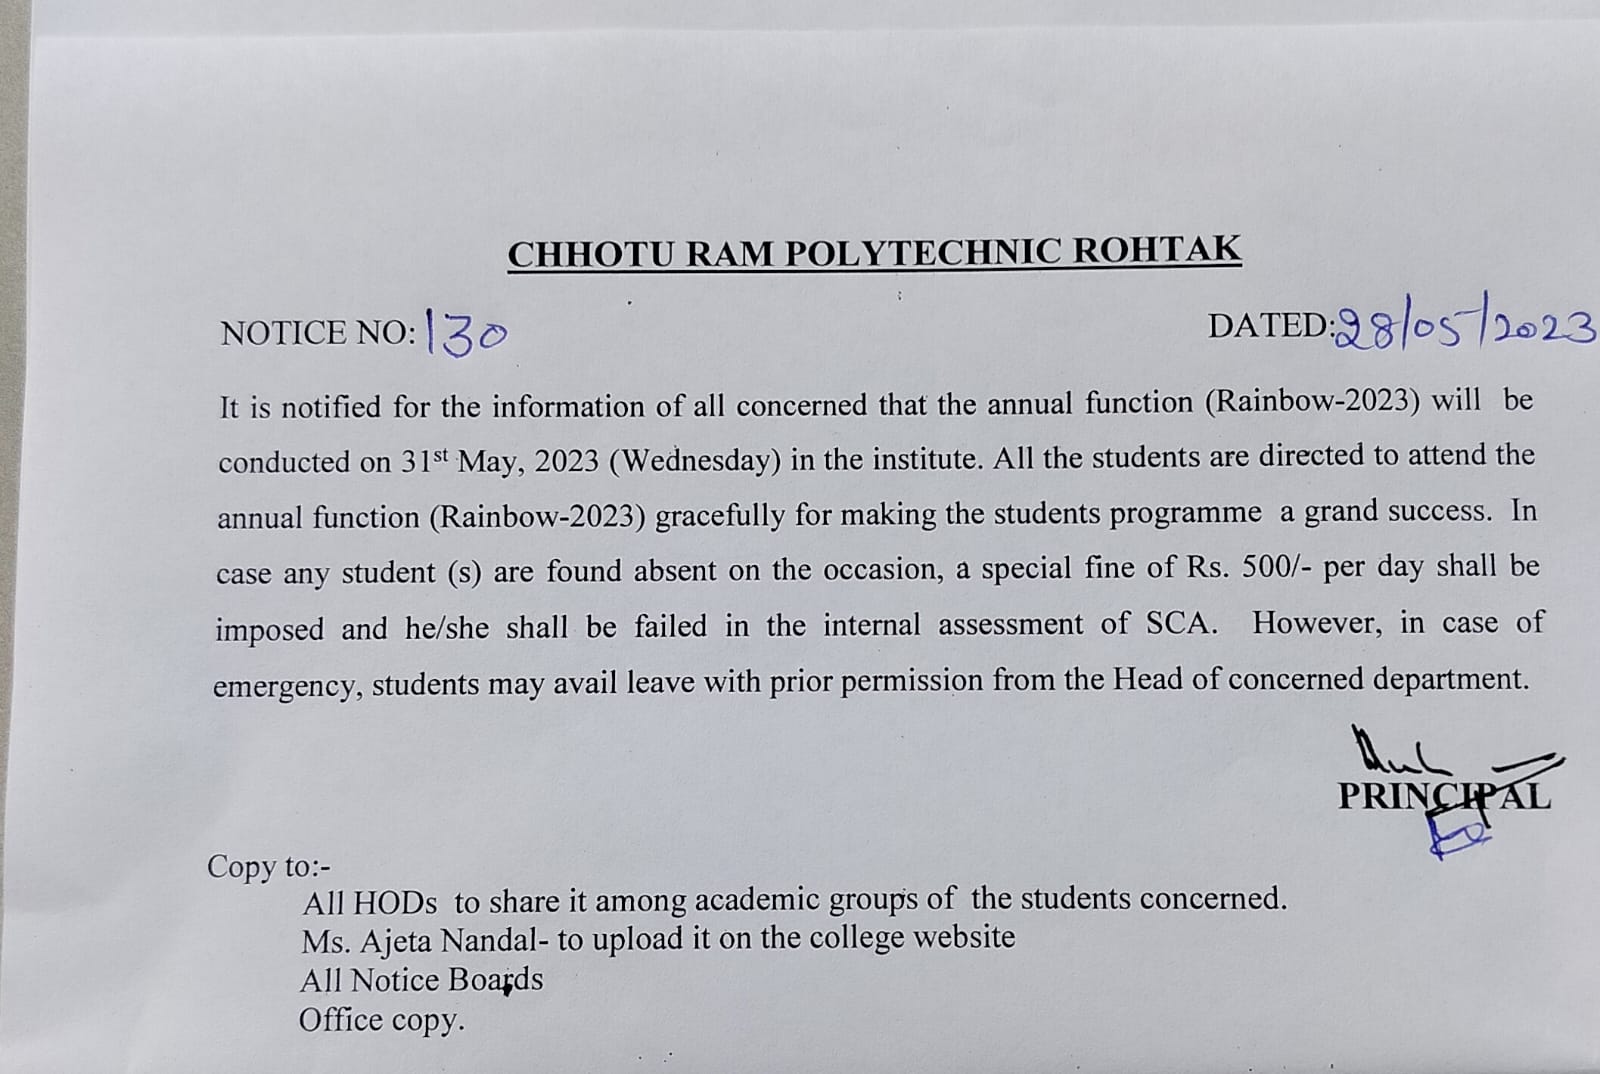 CHHOTU RAM POLYTECHNIC ROHTAK
NOTICE NO: 130 DATED: 28/05/2023
It is notified for the information of all concerned that the annual function (Rainbow-2023) will be
conducted on 31st May, 2023 (Wednesday) in the institute. All the students are directed to attend the
annual function (Rainbow-2023) gracefully for making the students programme a grand success. In
case any student (s) are found absent on the occasion, a special fine of Rs. 500/- per day shall be
imposed and he/she shall be failed in the internal assessment of SCA. However, in case of
emergency, students may avail leave with prior permission from the Head of concerned department.
PRINCIPAL
Copy to:-
All HODs to share it among academic groups of the students concerned.
Ms. Ajeta Nandal- to upload it on the college website
All Notice Boards
Office copy.